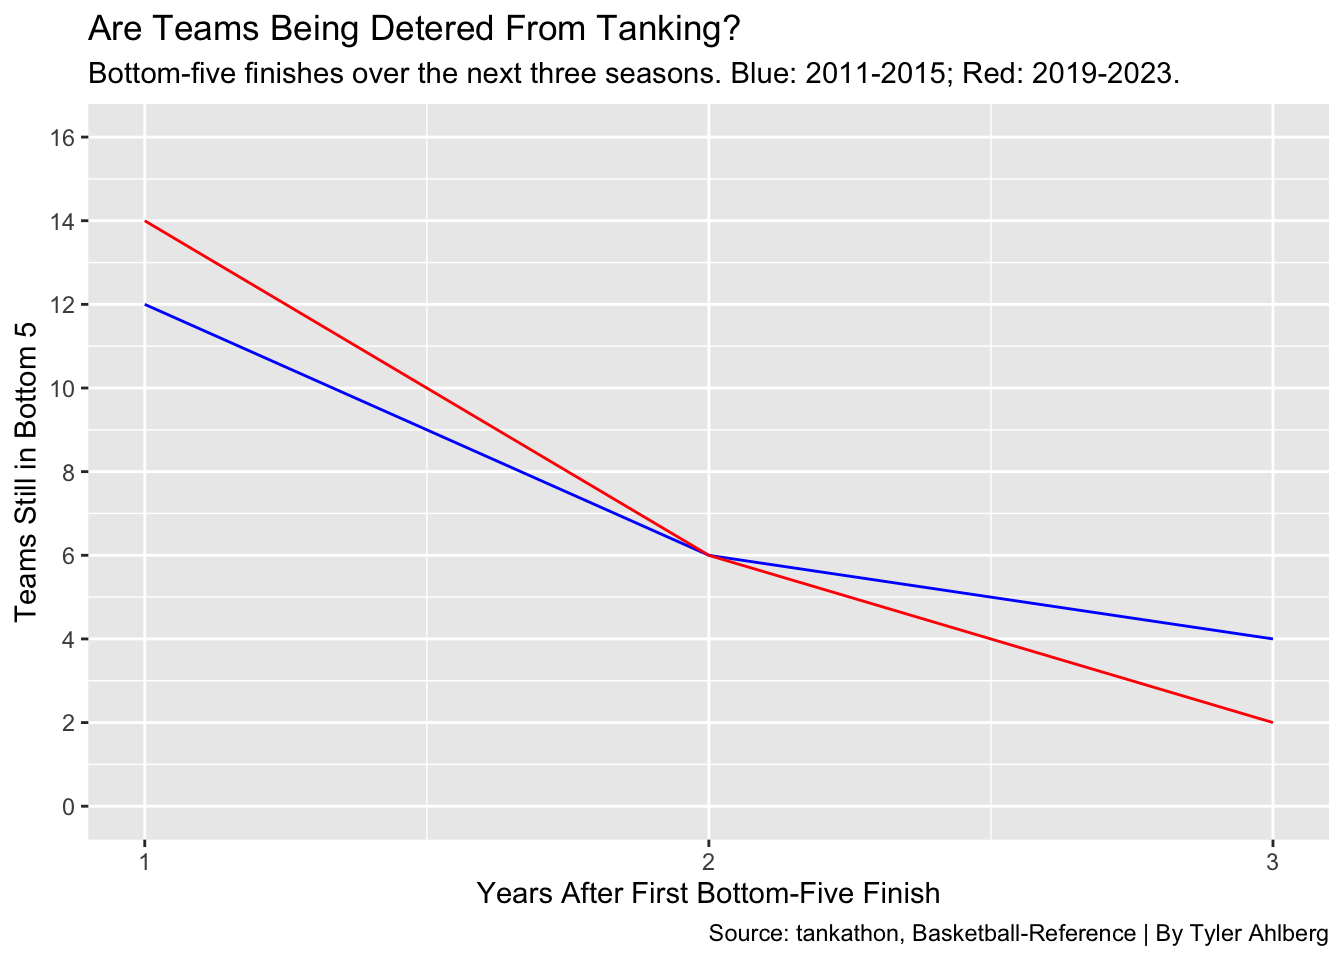 Are Teams Being Detered From Tanking?
Bottom-five finishes over the next three seasons. Blue: 2011-2015; Red: 2019-2023.
16
14
12
10
8
6
4
2
0
Teams Still in Bottom 5
1
2
3
Years After First Bottom-Five Finish
Source: tankathon, Basketball-Reference | By Tyler Ahlberg